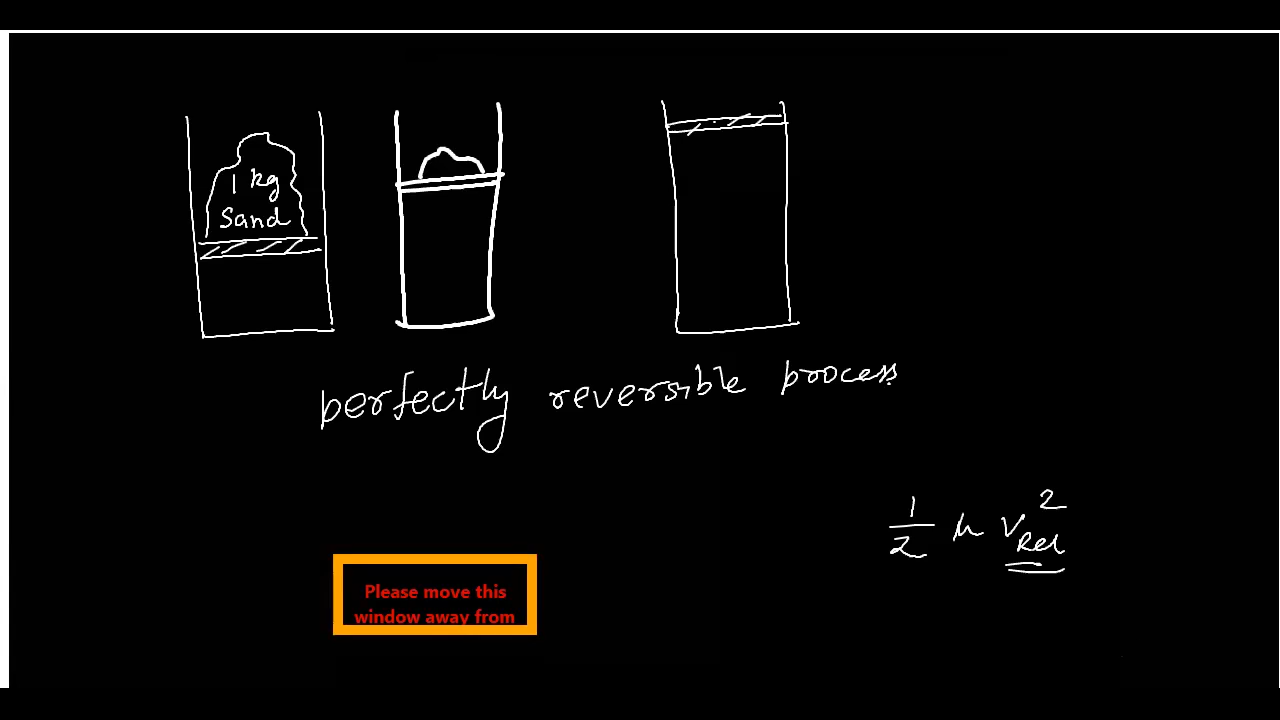 1 kg
Sand
perfectly reversible process
1/2 μ v_Rel^2
Please move this
window away from